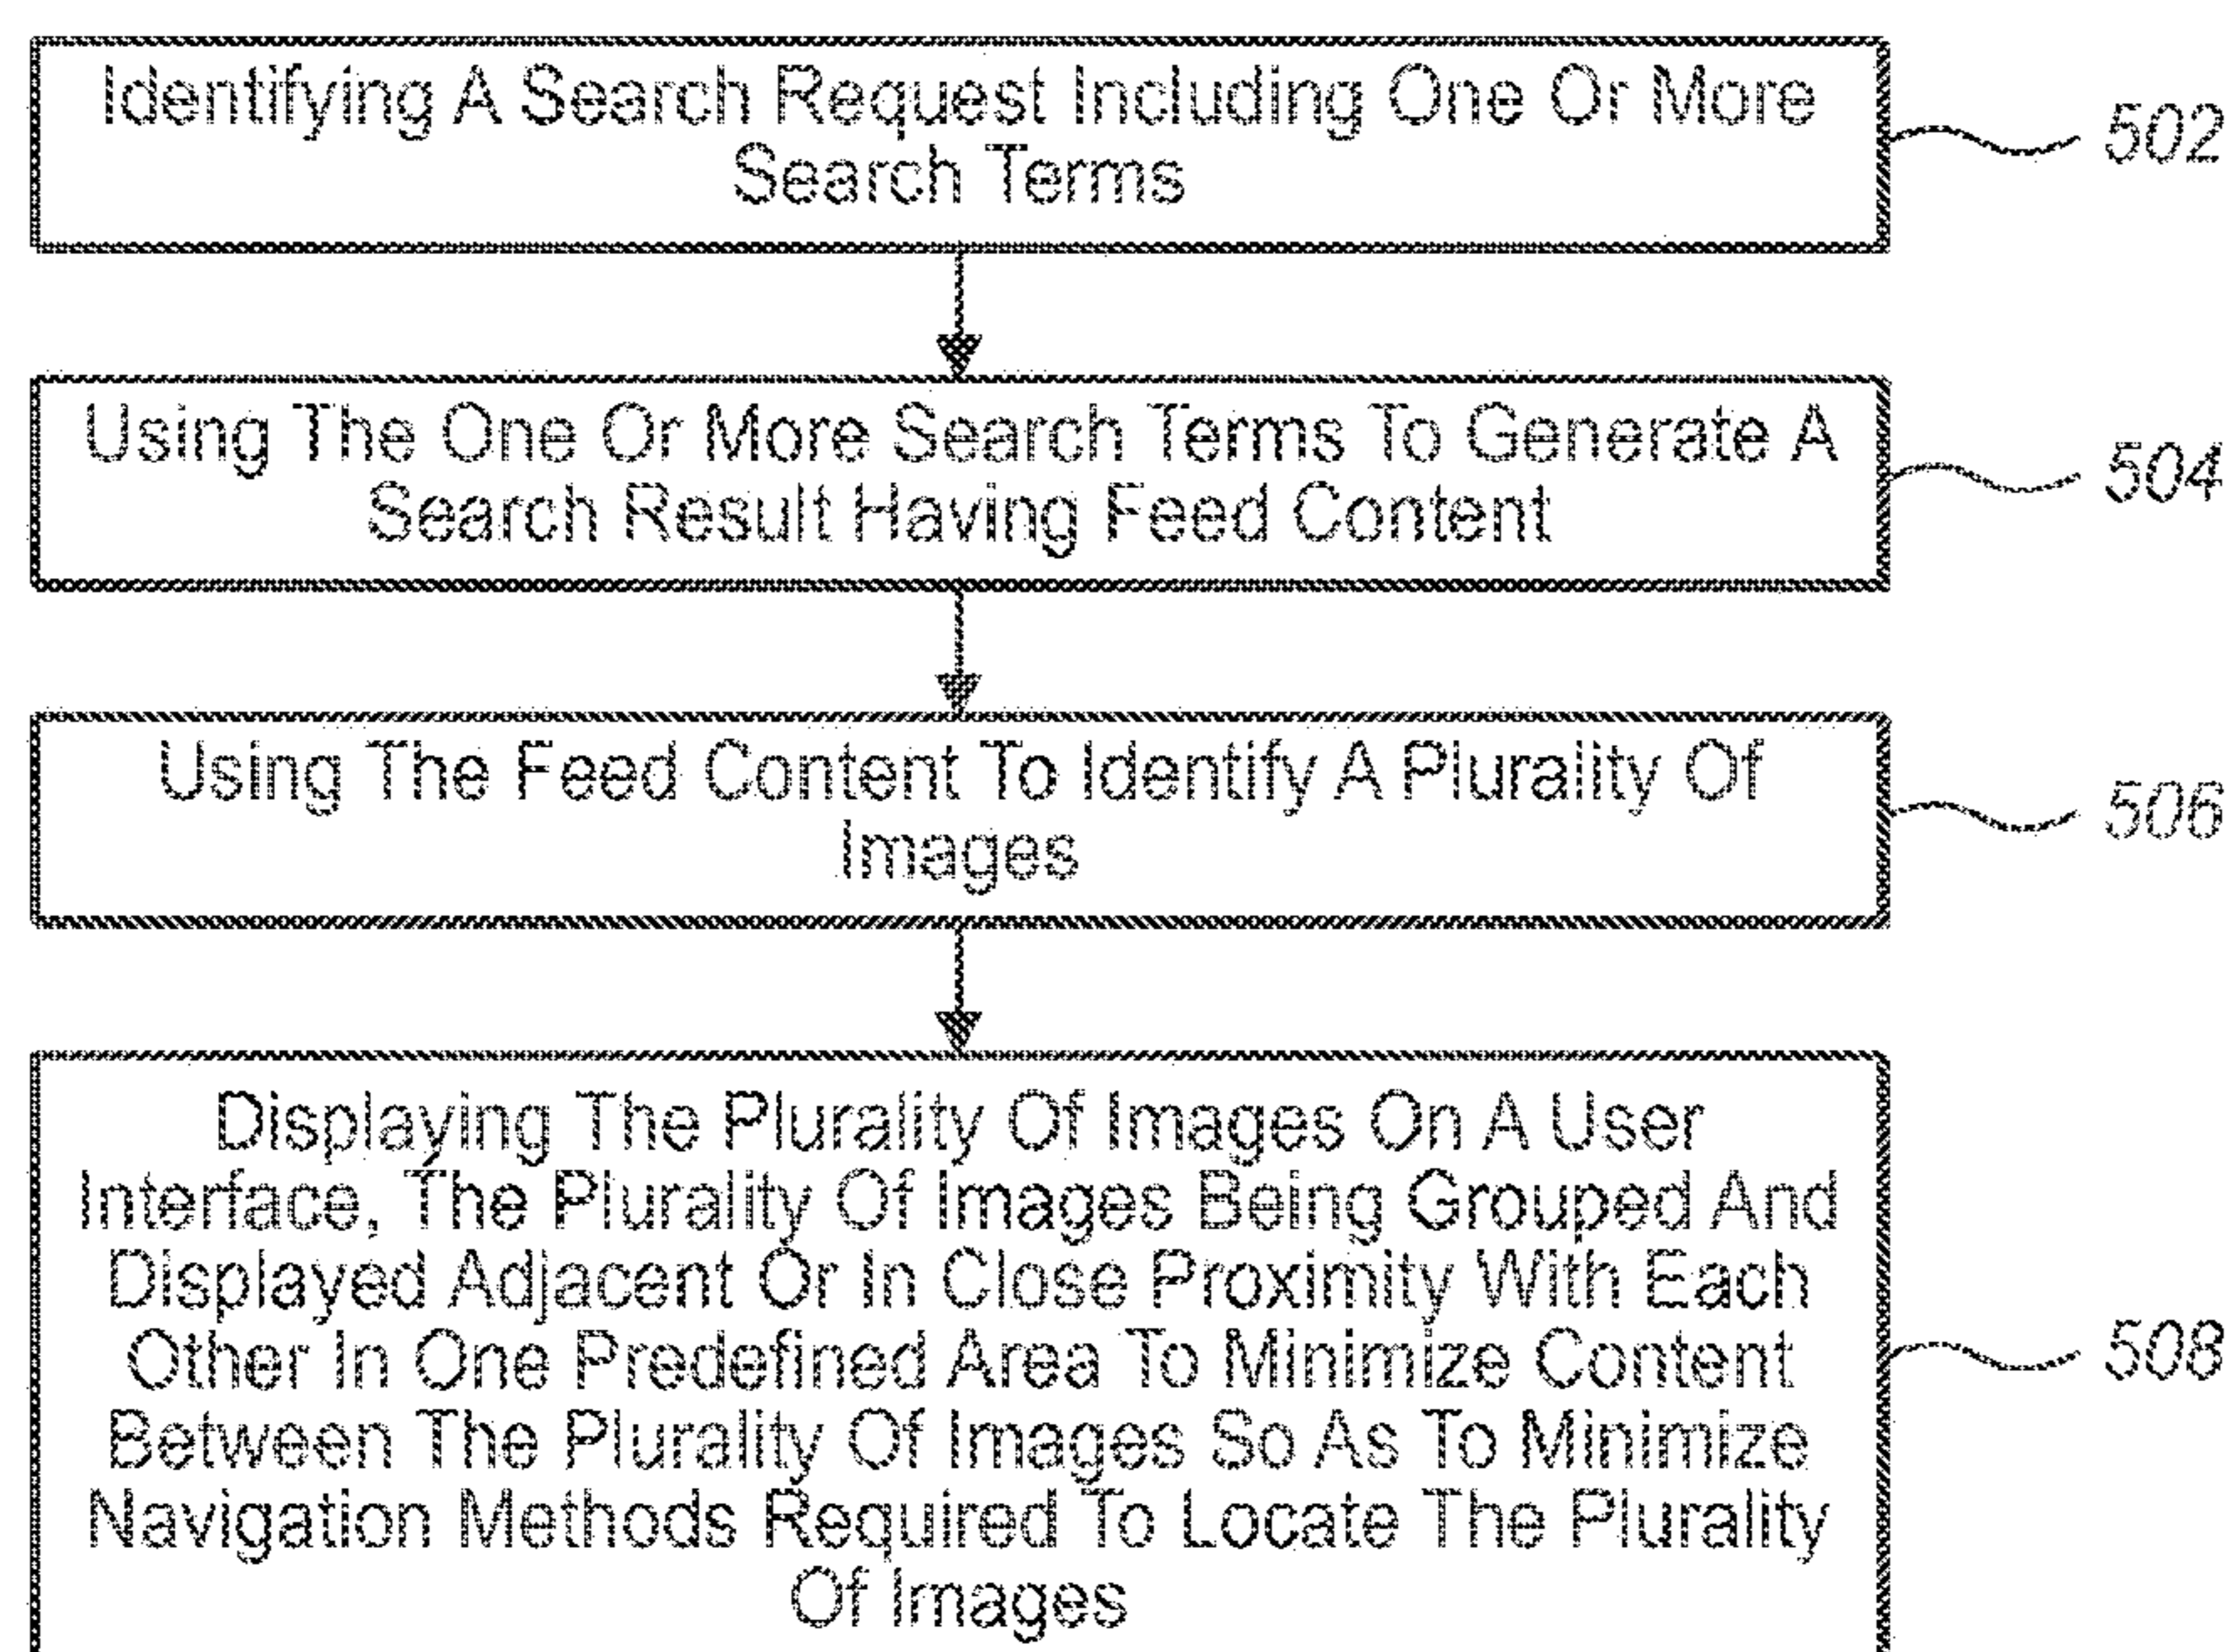 Identifying A Search Request Including One Or More
Search Terms
502
Using The One Or More Search Terms To Generate A
Search Result Having Feed Content
504
Using The Feed Content To Identify A Plurality Of
Images
506
Displaying The Plurality Of Images On A User
Interface, The Plurality Of Images Being Grouped And
Displayed Adjacent Or In Close Proximity With Each
Other In One Predefined Area To Minimize Content
Between The Plurality Of Images So As To Minimize
Navigation Methods Required To Locate The Plurality
Of Images
508